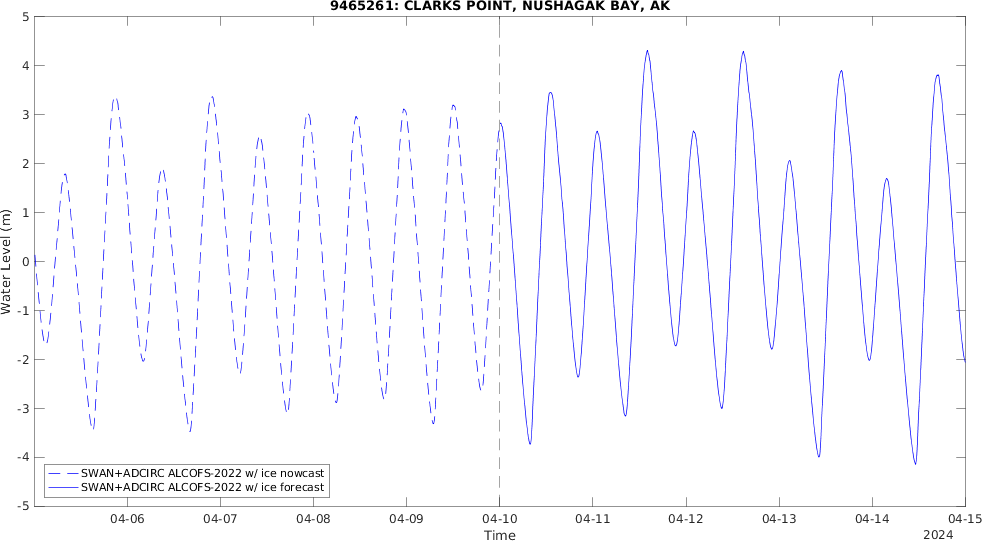 9465261: CLARKS POINT, NUSHAGAK BAY, AK
5
4
3
2
1
0
-1
-2
-3
-4
-5
Water Level (m)
SWAN+ADCIRC ALCOFS-2022 w/ ice nowcast
SWAN+ADCIRC ALCOFS-2022 w/ ice forecast
04-06 04-07 04-08 04-09 04-10 04-11 04-12 04-13 04-14 04-15
Time
2024